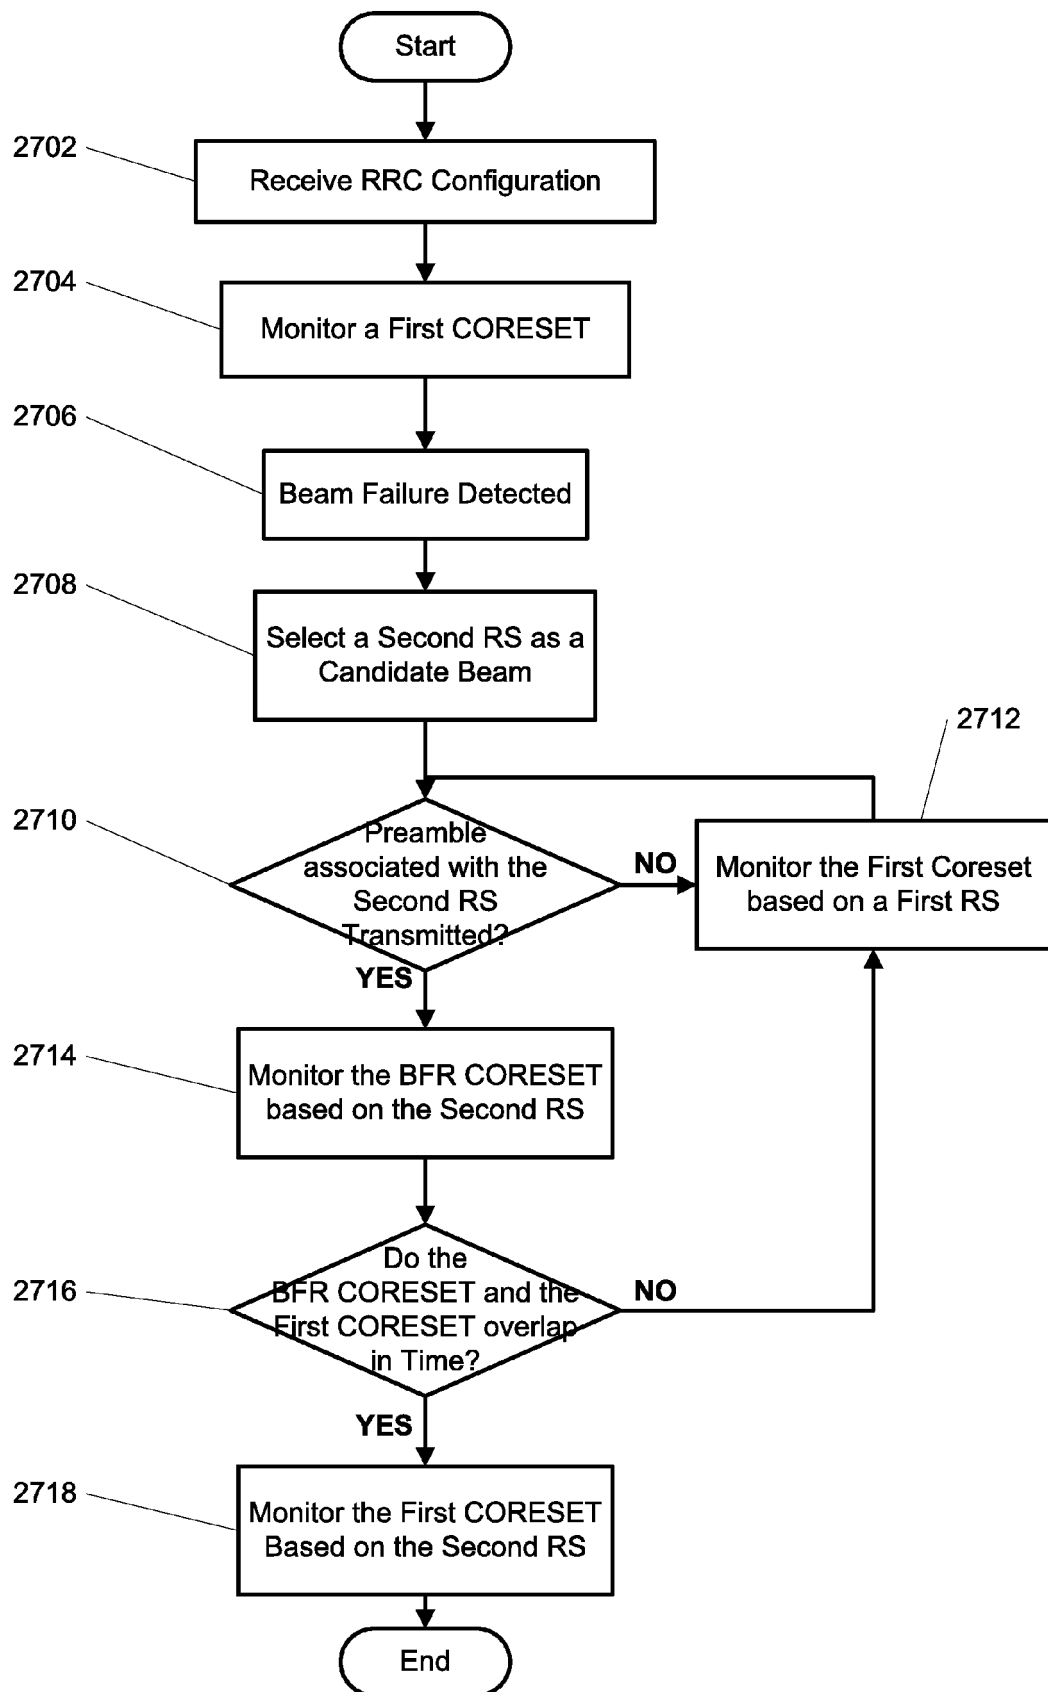 Start
2702
Receive RRC Configuration
2704
Monitor a First CORESET
2706
Beam Failure Detected
2708
Select a Second RS as a
Candidate Beam
2710
Preamble
associated with the
Second RS
Transmitted?
NO
2712
Monitor the First Coreset
based on a First RS
YES
2714
Monitor the BFR CORESET
based on the Second RS
2716
Do the
BFR CORESET and the
First CORESET overlap
in Time?
NO
YES
2718
Monitor the First CORESET
Based on the Second RS
End